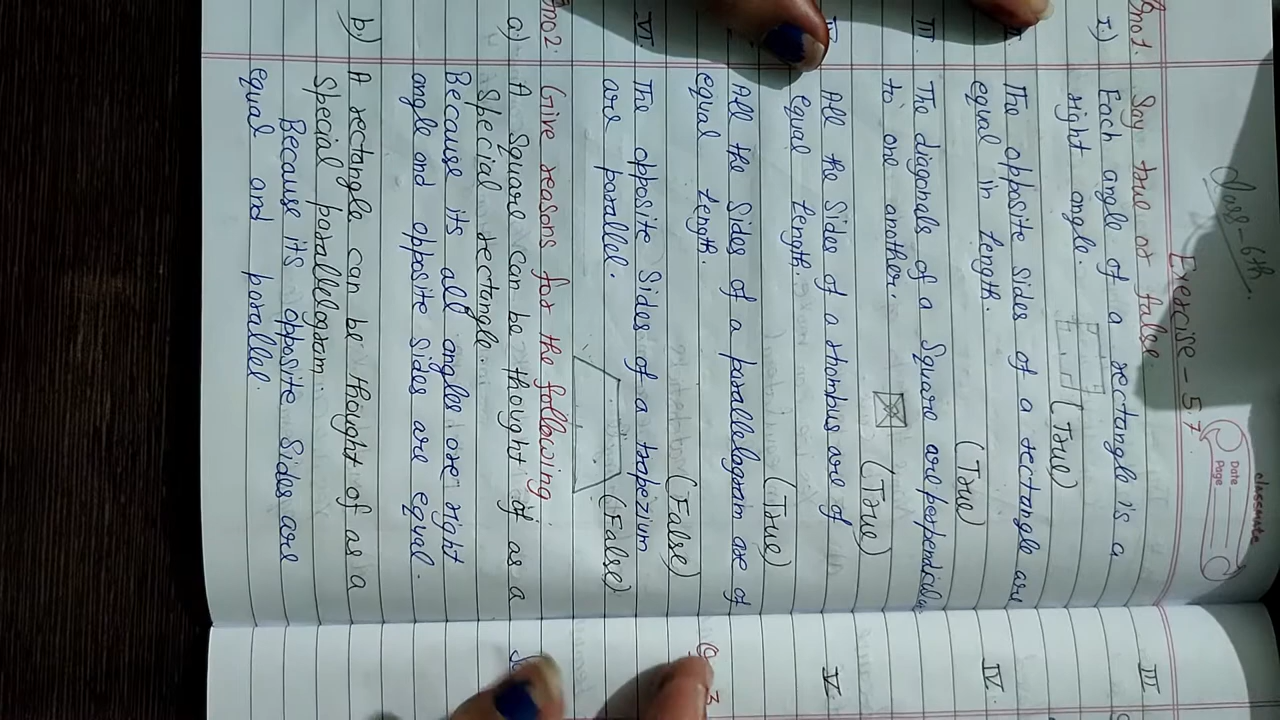 Class-6th.
classmate
Date
Page
Exercise-5.7
Qno1. Say true or false.
I.) Each angle of a rectangle is a
right angle. (True)
II. The opposite sides of a rectangle are
equal in length. (True)
III. The diagonals of a Square are perpendicular
to one another. (True)
IV. All the Sides of a rhombus are of
equal length. (True)
All the Sides of a parallelogram are of
equal length. (False)
VI. The opposite Sides of a trapezium
are parallel. (False)
Qno2: Give reasons for the following
a) A Square can be thought of as a
Special rectangle.
Because its all angles are right
angle and opposite sides are equal.
b) A rectangle can be thought of as a
Special parallelogram.
Because it's opposite Sides are
equal and parallel.
III
IV.
V.
3